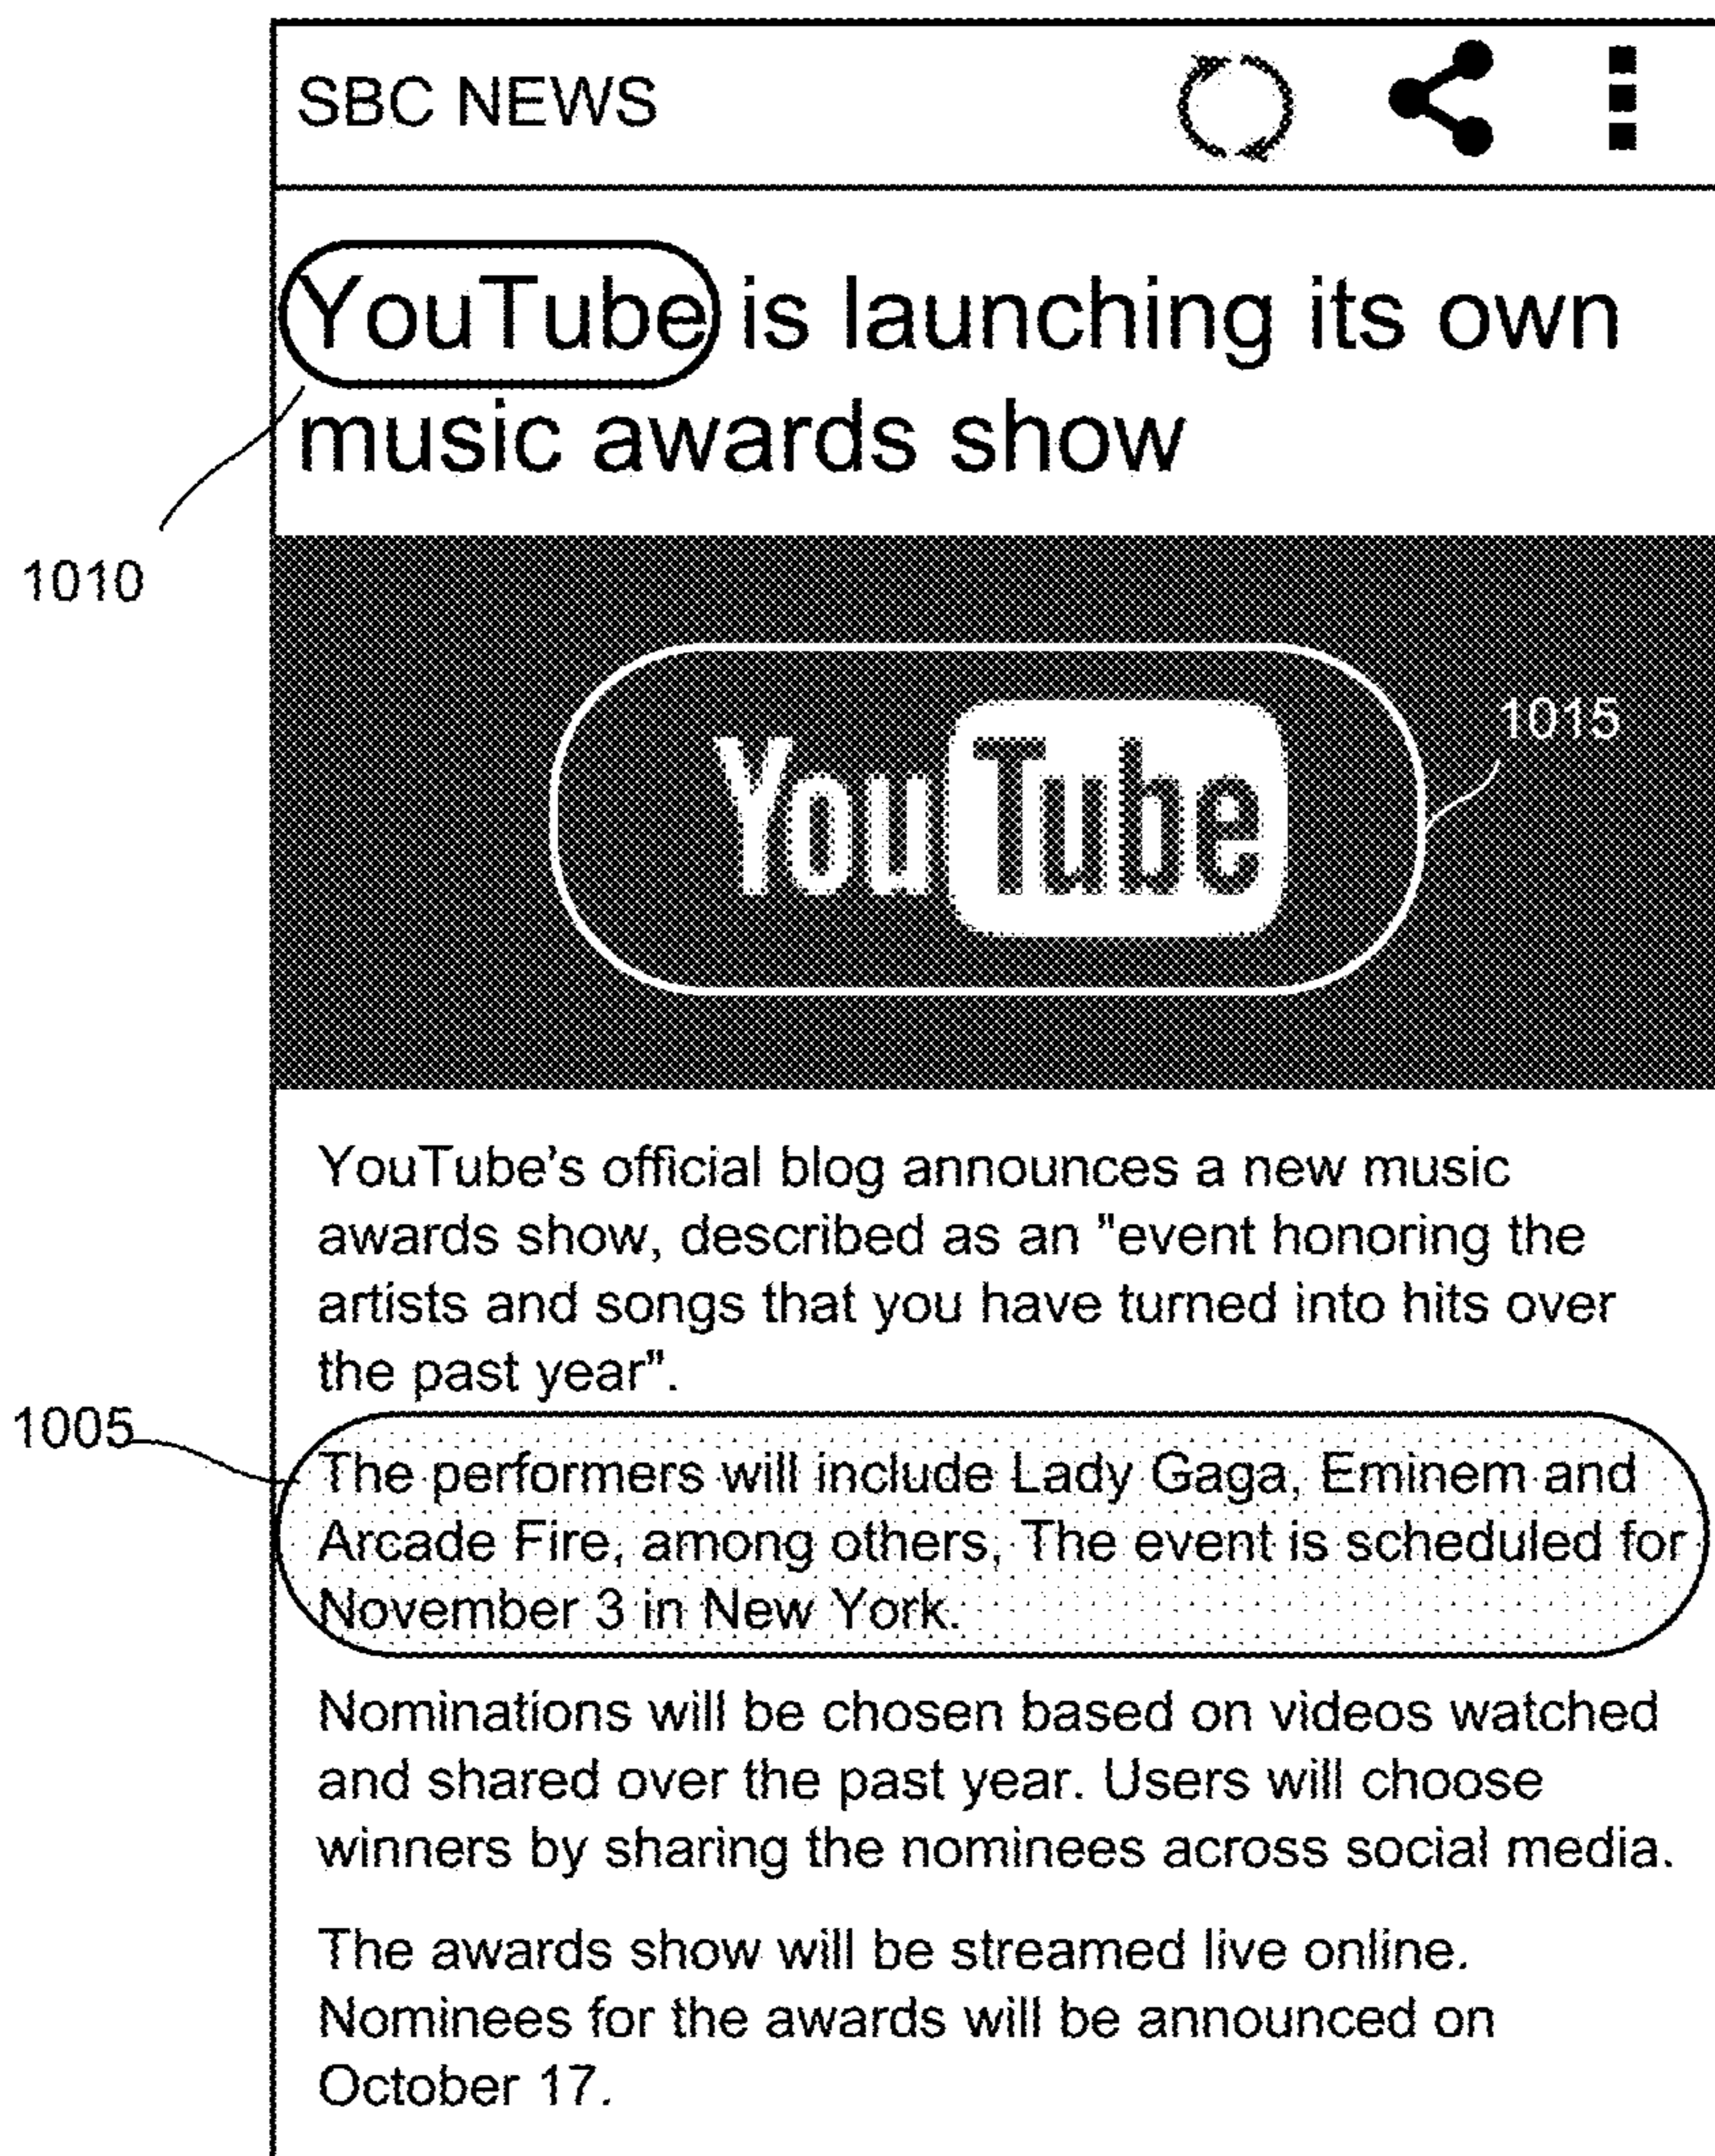 SBC NEWS
YouTube is launching its own
music awards show
1010
1015
YouTube
YouTube's official blog announces a new music
awards show, described as an "event honoring the
artists and songs that you have turned into hits over
the past year".
1005
The performers will include Lady Gaga, Eminem and
Arcade Fire, among others, The event is scheduled for
November 3 in New York.
Nominations will be chosen based on videos watched
and shared over the past year. Users will choose
winners by sharing the nominees across social media.
The awards show will be streamed live online.
Nominees for the awards will be announced on
October 17.